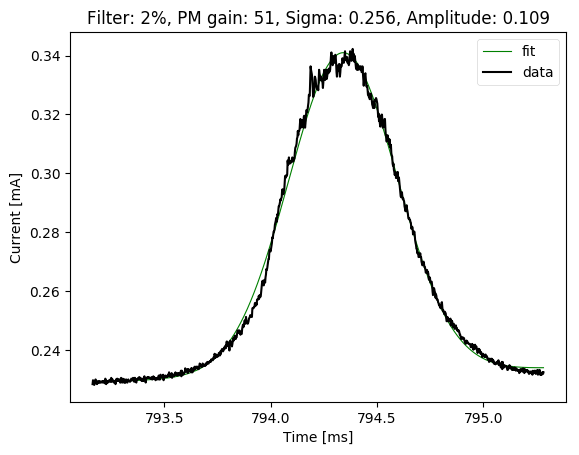 Filter: 2%, PM gain: 51, Sigma: 0.256, Amplitude: 0.109
fit
data
0.34
0.32
0.30
0.28
0.26
0.24
Current [mA]
793.5
794.0
794.5
795.0
Time [ms]